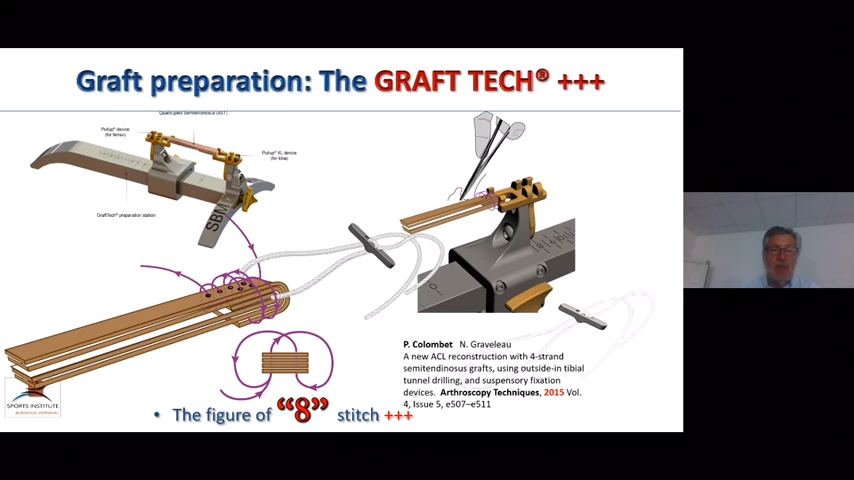 Graft preparation: The GRAFT TECH® +++
Quadrupled Semitendinosus (4ST)
Pullup® device
(for femur)
Pullup® XL device
(for tibia)
GraftTech® preparation station
SBM
0
P. Colombet N. Graveleau
A new ACL reconstruction with 4-strand
semitendinosus grafts, using outside-in tibial
tunnel drilling, and suspensory fixation
devices. Arthroscopy Techniques, 2015 Vol.
4, Issue 5, e507–e511
SPORTS INSTITUTE
• The figure of “8” stitch +++